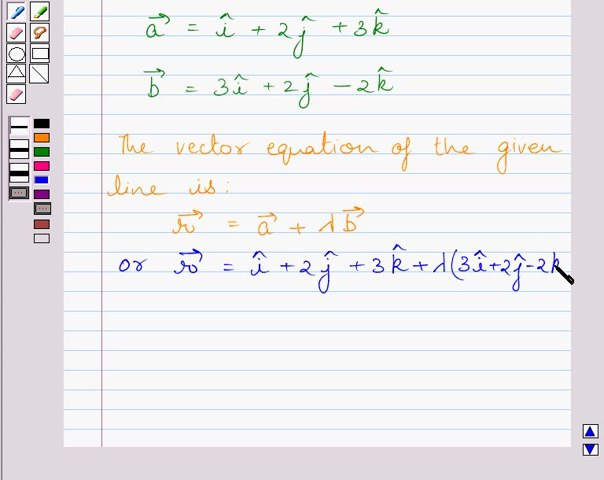 a⃗ = î + 2ĵ + 3k̂
b⃗ = 3î + 2ĵ − 2k̂
The vector equation of the given
line is:
r⃗ = a⃗ + λb⃗
or r⃗ = î + 2ĵ + 3k̂ + λ(3î+2ĵ−2k